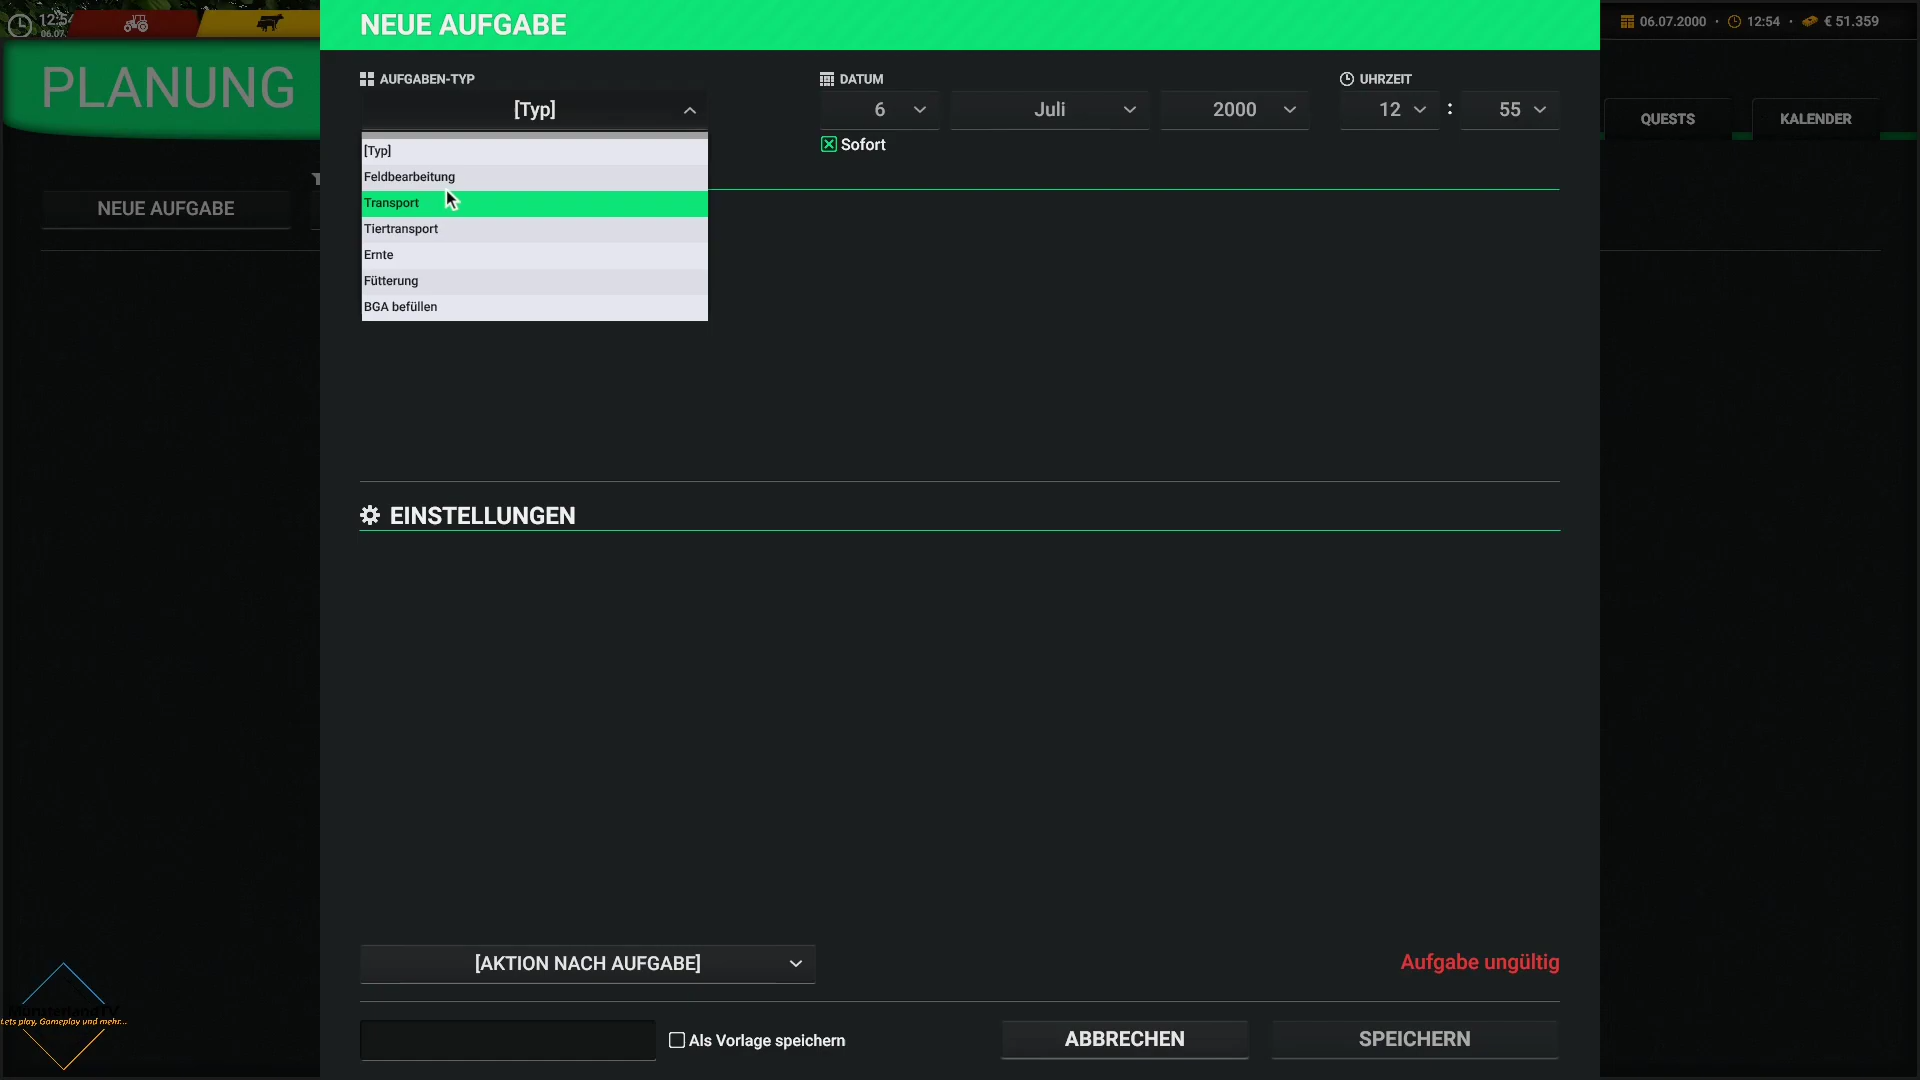 12:54
06.07.
NEUE AUFGABE
06.07.2000 • 12:54 • € 51.359
PLANUNG
AUFGABEN-TYP
DATUM
UHRZEIT
[Typ]
6
Juli
2000
12 : 55
Sofort
QUESTS
KALENDER
[Typ]
Feldbearbeitung
Transport
Tiertransport
Ernte
Fütterung
BGA befüllen
NEUE AUFGABE
EINSTELLUNGEN
[AKTION NACH AUFGABE]
Aufgabe ungültig
Lets play, Gameplay und mehr...
Als Vorlage speichern
ABBRECHEN
SPEICHERN